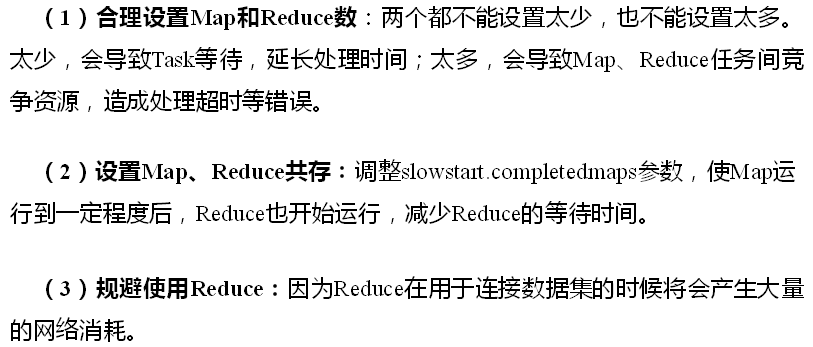 （1）合理设置Map和Reduce数：两个都不能设置太少，也不能设置太多。
太少，会导致Task等待，延长处理时间；太多，会导致Map、Reduce任务间竞
争资源，造成处理超时等错误。
（2）设置Map、Reduce共存：调整slowstart.completedmaps参数，使Map运
行到一定程度后，Reduce也开始运行，减少Reduce的等待时间。
（3）规避使用Reduce：因为Reduce在用于连接数据集的时候将会产生大量
的网络消耗。